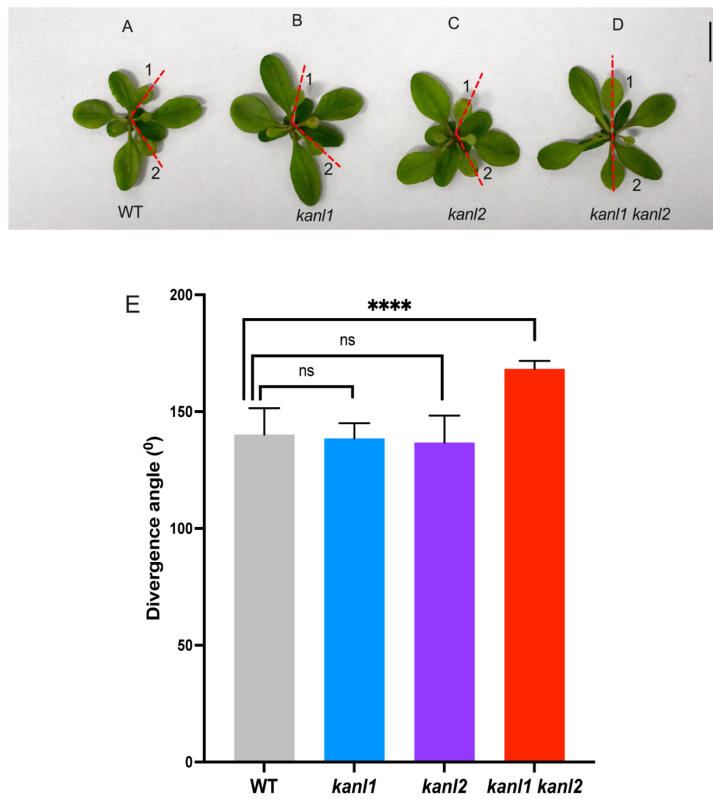 A B C D
1 1 1 1
2 2 2 2
WT kanl1 kanl2 kanl1 kanl2
E
200
****
ns
ns
150
100
50
0
Divergence angle (⁰)
WT kanl1 kanl2 kanl1 kanl2